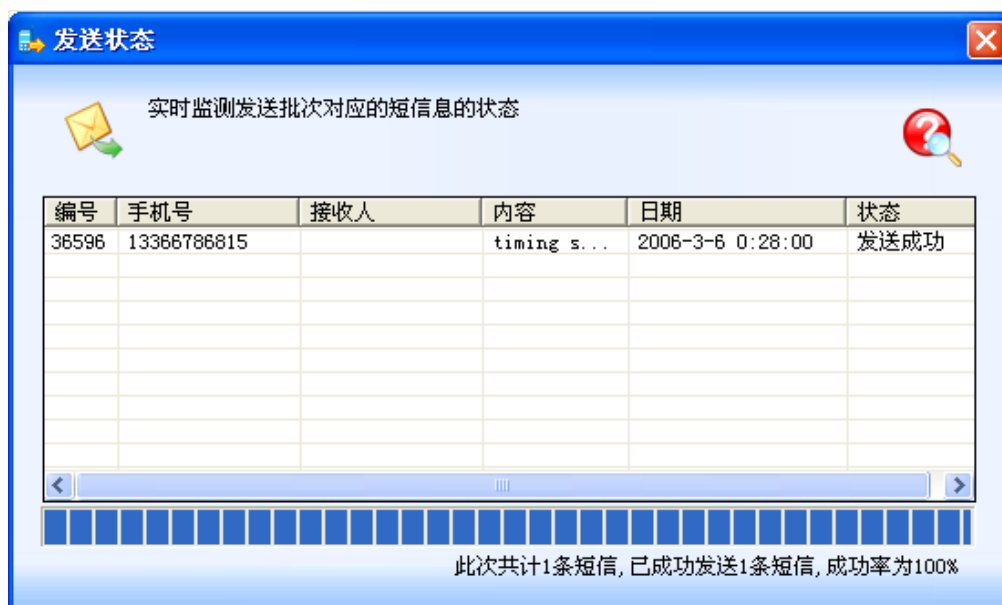 发送状态
实时监测发送批次对应的短信息的状态
编号 手机号 接收人 内容 日期 状态
36596 13366786815 timing s... 2006-3-6 0:28:00 发送成功
此次共计1条短信,已成功发送1条短信,成功率为100%